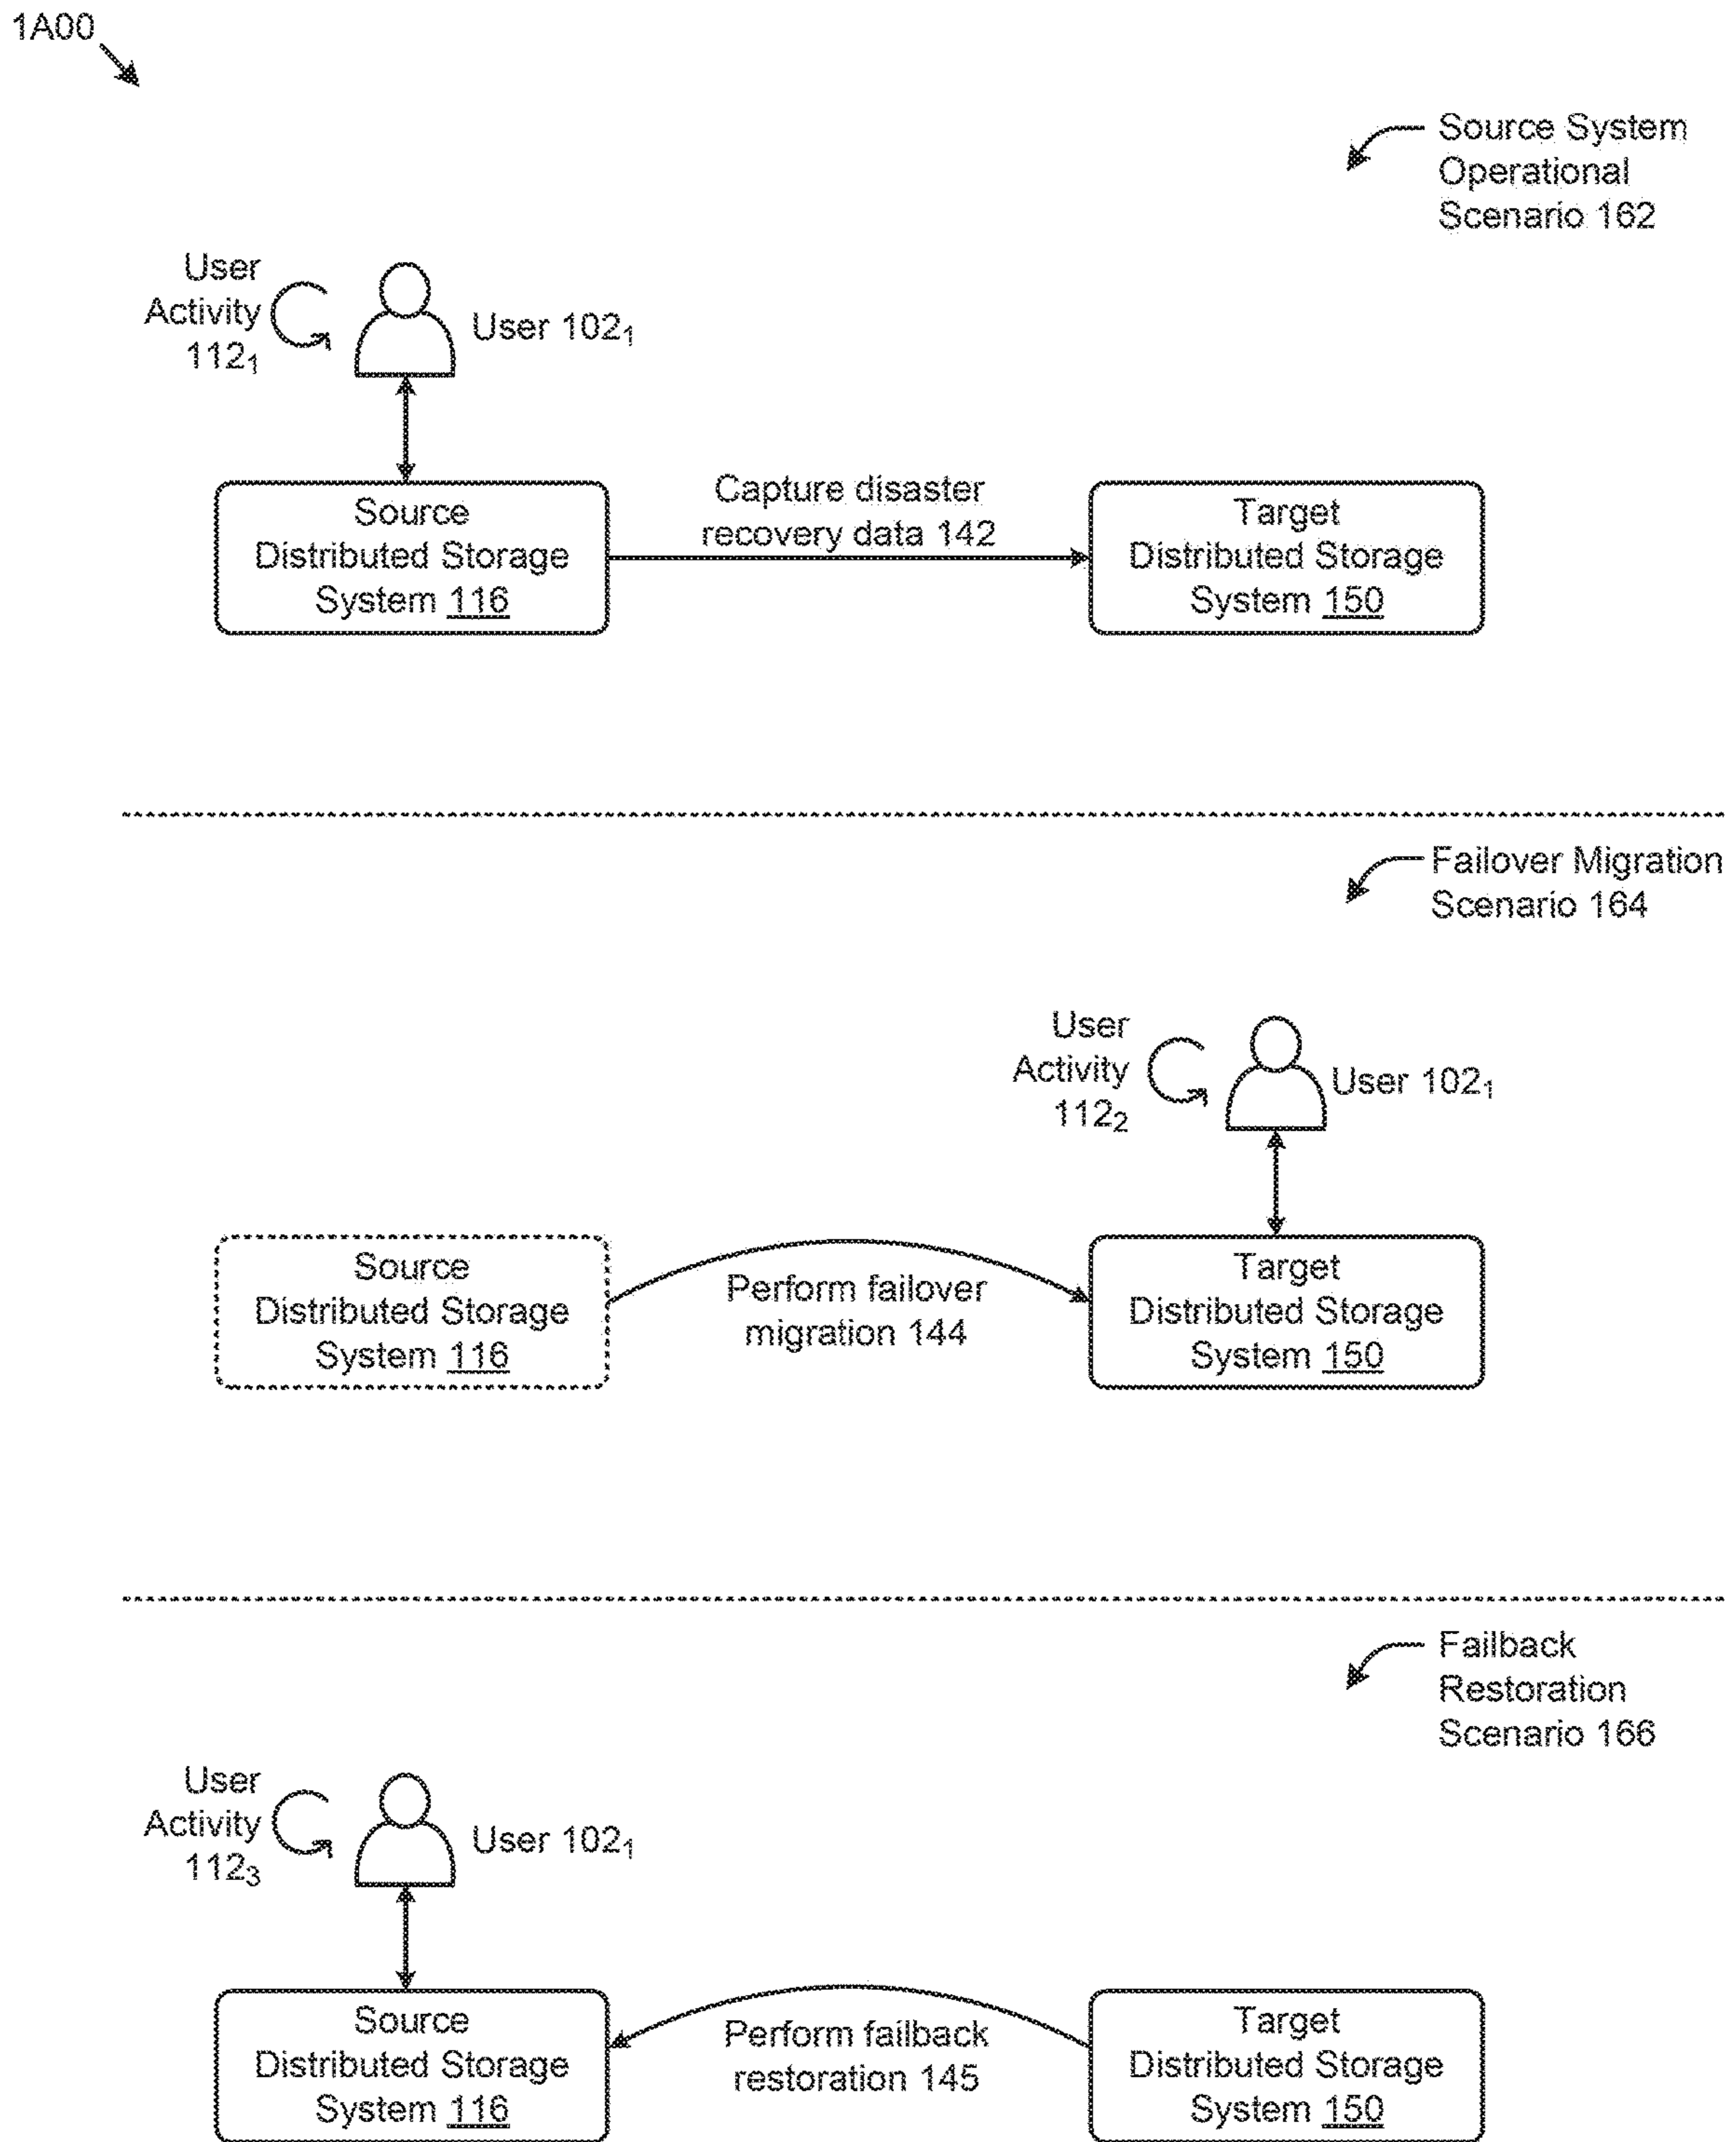 1A00
Source System
Operational
Scenario 162
User
Activity
112₁
User 102₁
Capture disaster
recovery data 142
Source
Distributed Storage
System 116
Target
Distributed Storage
System 150
Failover Migration
Scenario 164
User
Activity
112₂
User 102₁
Source
Distributed Storage
System 116
Perform failover
migration 144
Target
Distributed Storage
System 150
Failback
Restoration
Scenario 166
User
Activity
112₃
User 102₁
Source
Distributed Storage
System 116
Perform failback
restoration 145
Target
Distributed Storage
System 150